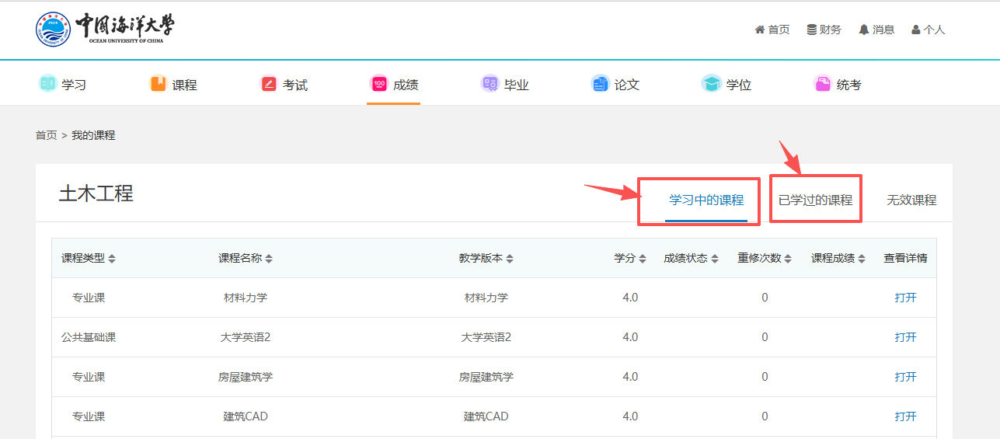 中国海洋大学
OCEAN UNIVERSITY OF CHINA
首页 财务 消息 个人
学习 课程 考试 100 成绩 毕业 论文 学位 统考
首页 > 我的课程
土木工程 学习中的课程 已学过的课程 无效课程
课程类型 课程名称 教学版本 学分 成绩状态 重修次数 课程成绩 查看详情
专业课 材料力学 材料力学 4.0 0 打开
公共基础课 大学英语2 大学英语2 4.0 0 打开
专业课 房屋建筑学 房屋建筑学 4.0 0 打开
专业课 建筑CAD 建筑CAD 4.0 0 打开